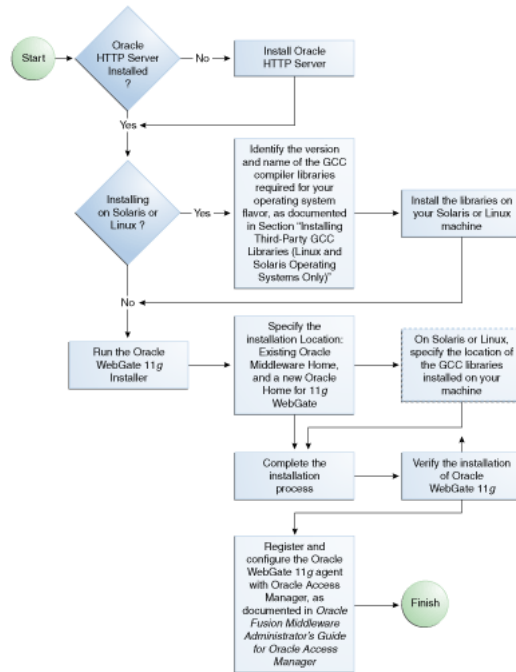 Start
Oracle
HTTP Server
Installed
?
No
Install Oracle
HTTP Server
Yes
Installing
on Solaris or
Linux ?
Yes
Identify the version
and name of the GCC
compiler libraries
required for your
operating system
flavor, as documented
in Section “Installing
Third-Party GCC
Libraries (Linux and
Solaris Operating
Systems Only)”
Install the libraries on
your Solaris or Linux
machine
No
Run the Oracle
WebGate 11g
Installer
Specify the
installation Location:
Existing Oracle
Middleware Home,
and a new Oracle
Home for 11g
WebGate
On Solaris or Linux,
specify the location of
the GCC libraries
installed on your
machine
Complete the
installation
process
Verify the installation
of Oracle
WebGate 11g
Register and
configure the Oracle
WebGate 11g agent
with Oracle Access
Manager, as
documented in Oracle
Fusion Middleware
Administrator's Guide
for Oracle Access
Manager
Finish